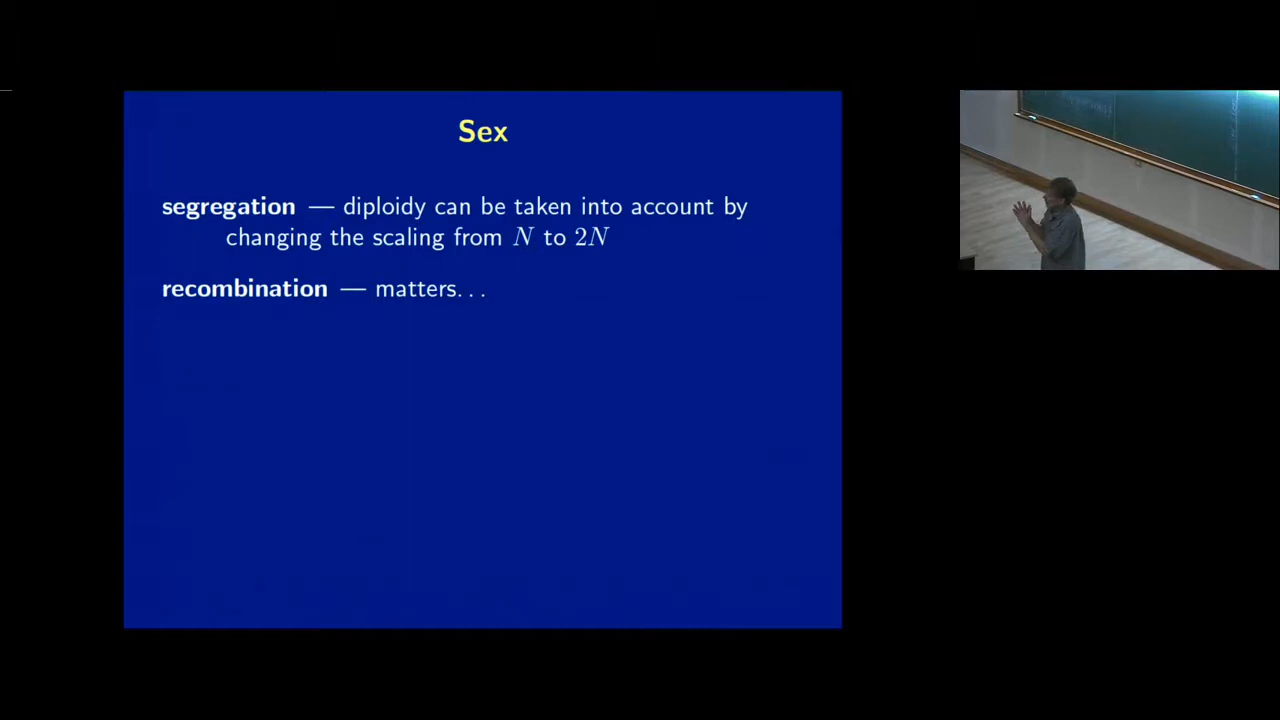 Sex
segregation — diploidy can be taken into account by
changing the scaling from N to 2N
recombination — matters...